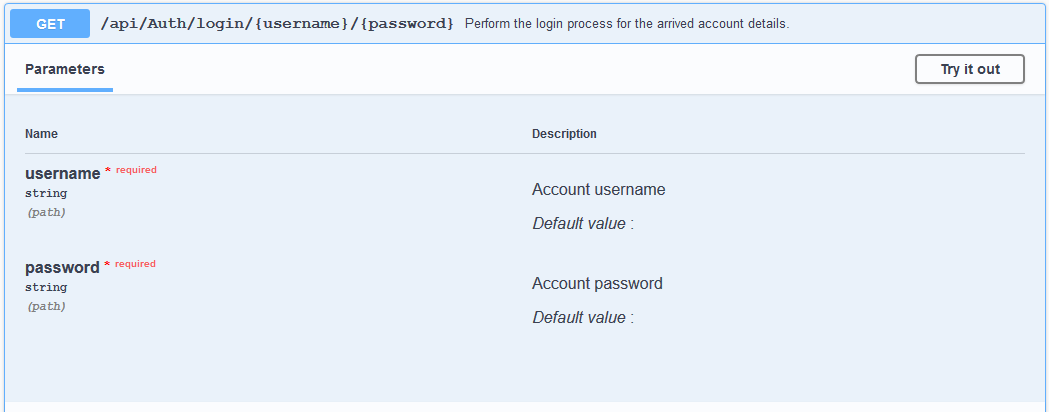 GET /api/Auth/login/{username}/{password} Perform the login process for the arrived account details.
Parameters Try it out
Name Description
username * required
string
(path)
Account username
Default value :
password * required
string
(path)
Account password
Default value :